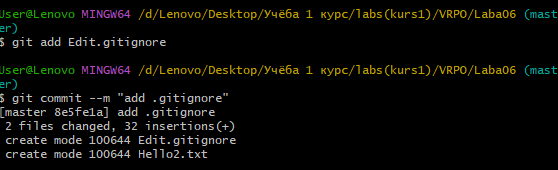 User@Lenovo MINGW64 /d/Lenovo/Desktop/Учёба 1 курс/labs(kurs1)/VRPO/Laba06 (mast
er)
$ git add Edit.gitignore
User@Lenovo MINGW64 /d/Lenovo/Desktop/Учёба 1 курс/labs(kurs1)/VRPO/Laba06 (mast
er)
$ git commit --m "add .gitignore"
[master 8e5fe1a] add .gitignore
2 files changed, 32 insertions(+)
create mode 100644 Edit.gitignore
create mode 100644 Hello2.txt